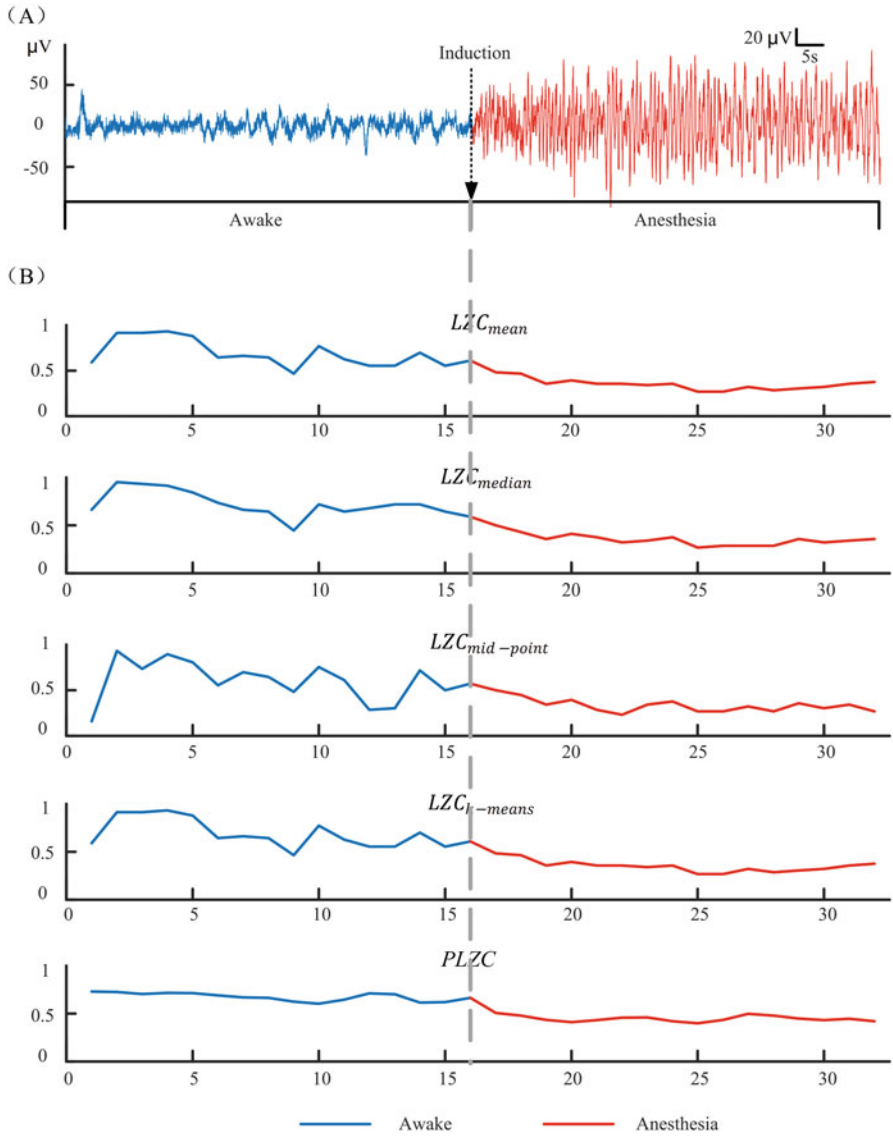 （A）
μV
50
0
-50
Induction
20 μV
5s
Awake
Anesthesia
（B）
LZC_mean
1
0.5
0
0 5 10 15 20 25 30
LZC_median
1
0.5
0
0 5 10 15 20 25 30
LZC_mid−point
1
0.5
0
0 5 10 15 20 25 30
LZC_k−means
1
0.5
0
0 5 10 15 20 25 30
PLZC
1
0.5
0
0 5 10 15 20 25 30
Awake Anesthesia